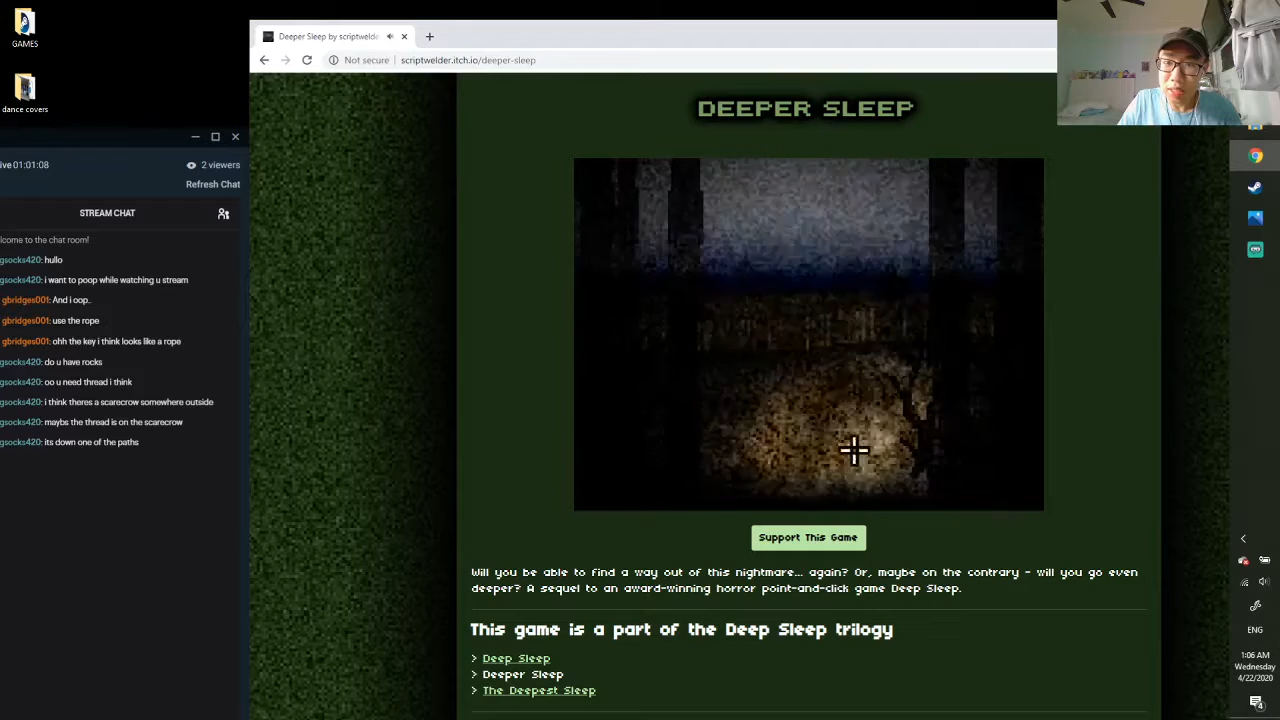 GAMES
dance covers
Deeper Sleep by scriptwelde
Not secure
scriptwelder.itch.io/deeper-sleep
ive 01:01:08
2 viewers
Refresh Chat
STREAM CHAT
lcome to the chat room!
gsocks420: hullo
gsocks420: i want to poop while watching u stream
gbridges001: And i oop..
gbridges001: use the rope
gbridges001: ohh the key i think looks like a rope
gsocks420: do u have rocks
gsocks420: oo u need thread i think
gsocks420: i think theres a scarecrow somewhere outside
gsocks420: maybs the thread is on the scarecrow
gsocks420: its down one of the paths
DEEPER SLEEP
Support This Game
Will you be able to find a way out of this nightmare... again? Or, maybe on the contrary - will you go even
deeper? A sequel to an award-winning horror point-and-click game Deep Sleep.
This game is a part of the Deep Sleep trilogy
> Deep Sleep
> Deeper Sleep
> The Deepest Sleep
ENG
1:06 AM
Wednesday
4/22/2020
4